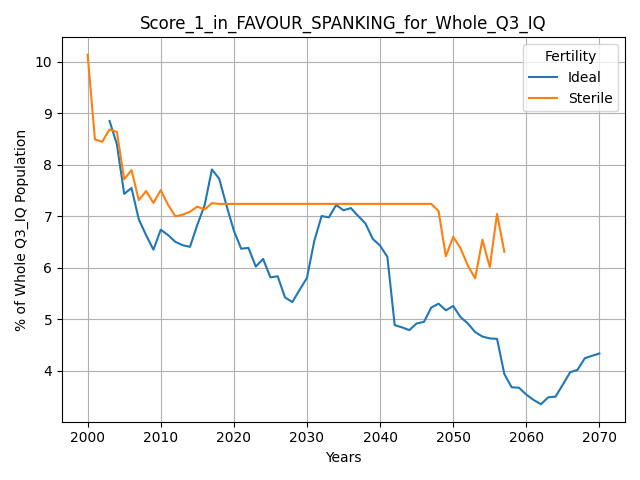 Score_1_in_FAVOUR_SPANKING_for_Whole_Q3_IQ
Fertility
Ideal
Sterile
% of Whole Q3_IQ Population
10
9
8
7
6
5
4
2000 2010 2020 2030 2040 2050 2060 2070
Years